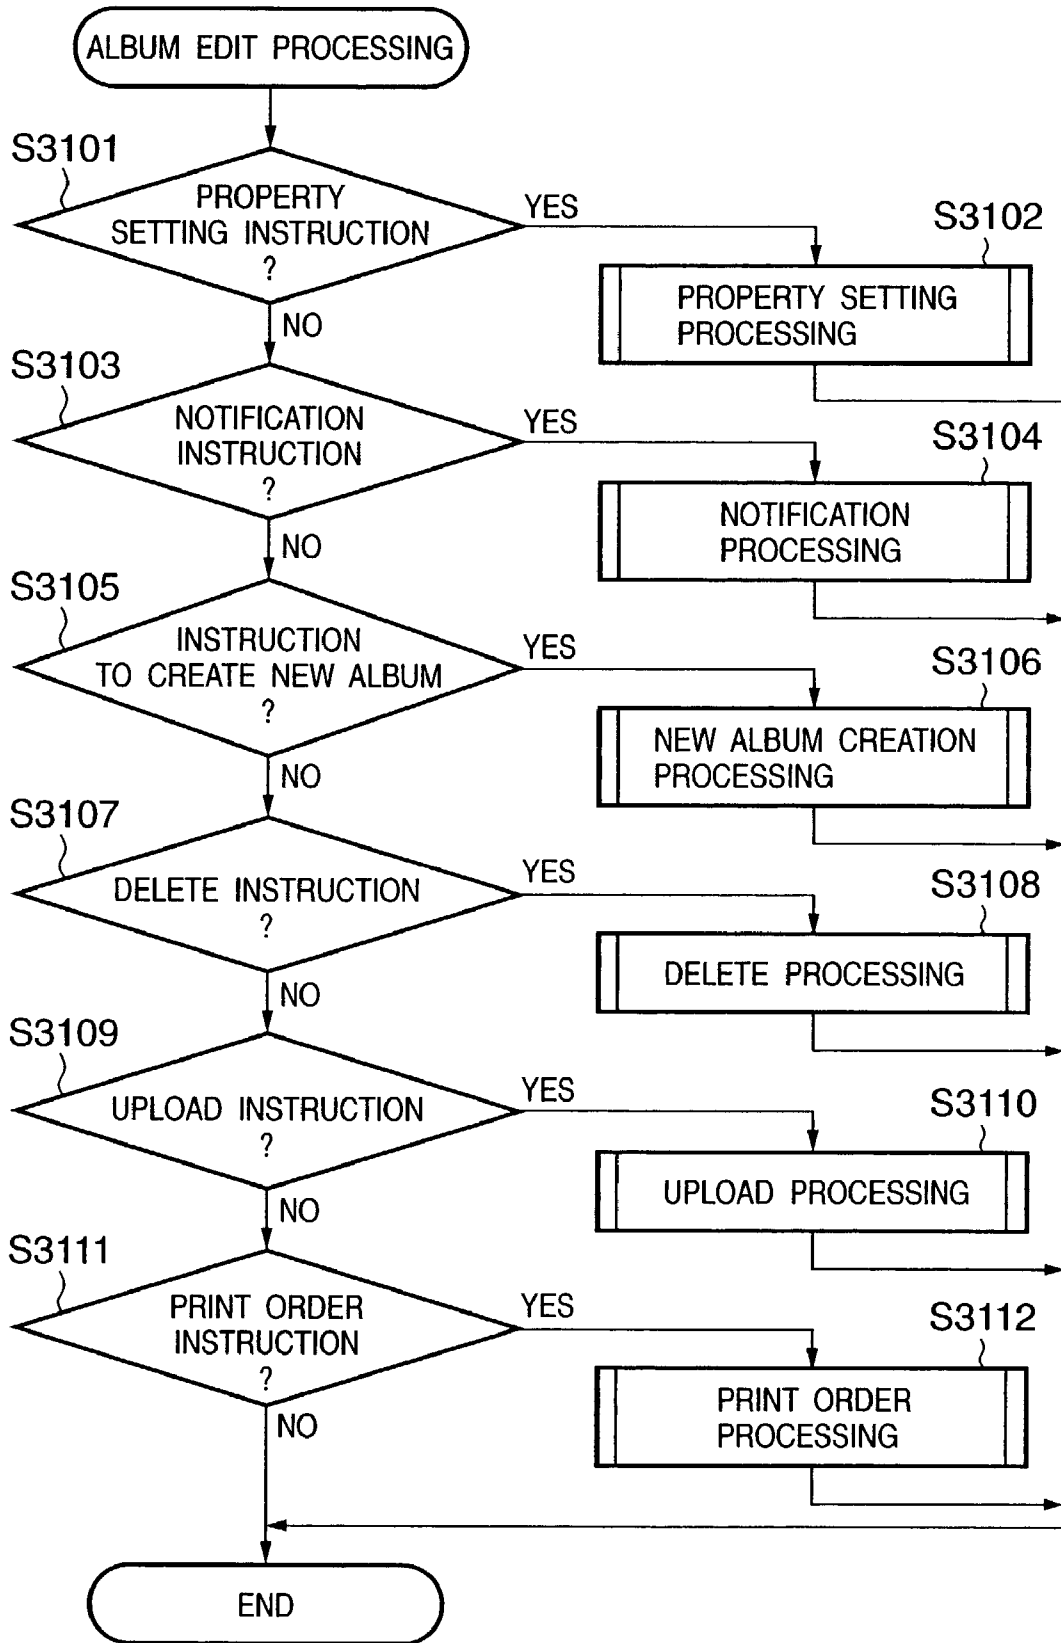 ALBUM EDIT PROCESSING
S3101
PROPERTY
SETTING INSTRUCTION
?
YES
NO
S3102
PROPERTY SETTING
PROCESSING
S3103
NOTIFICATION
INSTRUCTION
?
YES
NO
S3104
NOTIFICATION
PROCESSING
S3105
INSTRUCTION
TO CREATE NEW ALBUM
?
YES
NO
S3106
NEW ALBUM CREATION
PROCESSING
S3107
DELETE INSTRUCTION
?
YES
NO
S3108
DELETE PROCESSING
S3109
UPLOAD INSTRUCTION
?
YES
NO
S3110
UPLOAD PROCESSING
S3111
PRINT ORDER
INSTRUCTION
?
YES
NO
S3112
PRINT ORDER
PROCESSING
END